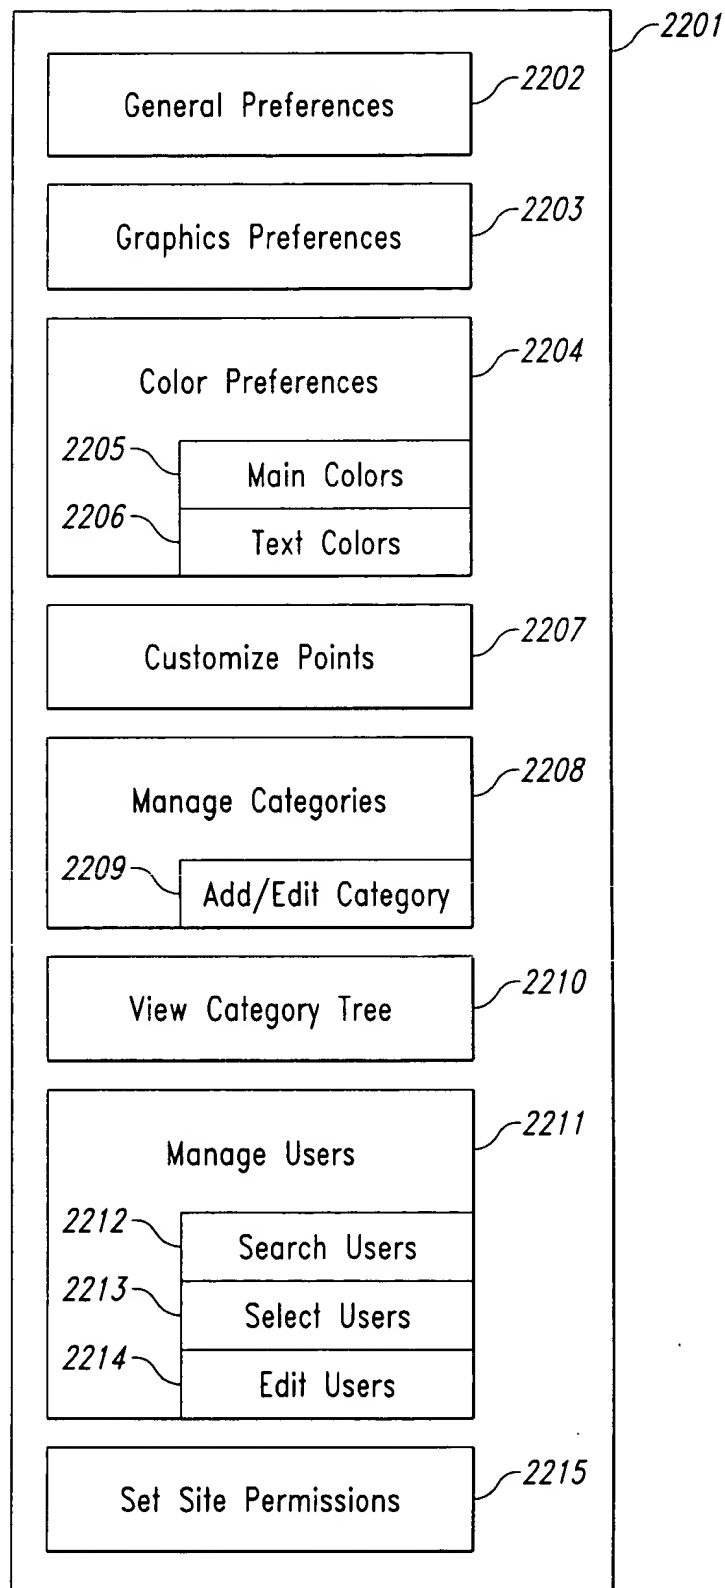 2201
General Preferences 2202
Graphics Preferences 2203
Color Preferences 2204
2205 Main Colors
2206 Text Colors
Customize Points 2207
Manage Categories 2208
2209 Add/Edit Category
View Category Tree 2210
Manage Users 2211
2212 Search Users
2213 Select Users
2214 Edit Users
Set Site Permissions 2215